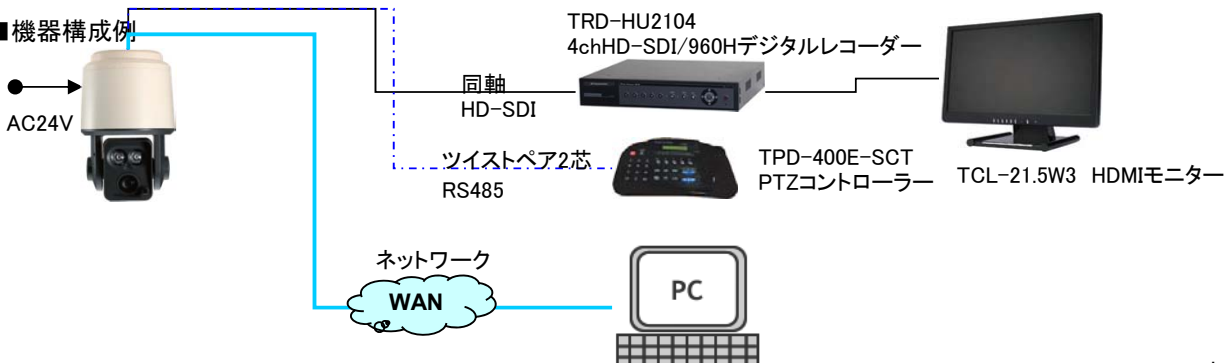 ■機器構成例
AC24V
同軸
HD-SDI
TRD-HU2104
4chHD-SDI/960Hデジタルレコーダー
ツイストペア2芯
RS485
TPD-400E-SCT
PTZコントローラー
TCL-21.5W3 HDMIモニター
ネットワーク
WAN
PC